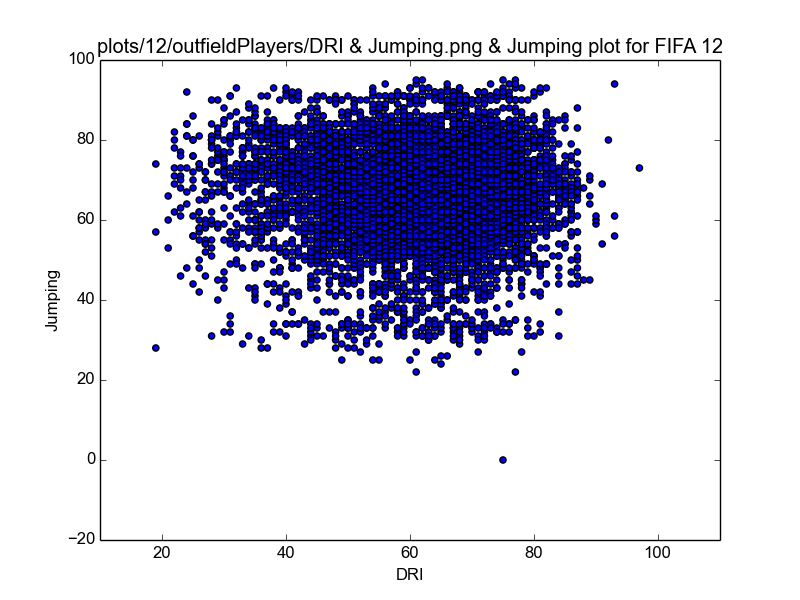 plots/12/outfieldPlayers/DRI & Jumping.png & Jumping plot for FIFA 12
100
80
60
40
20
0
−20
Jumping
20 40 60 80 100
DRI